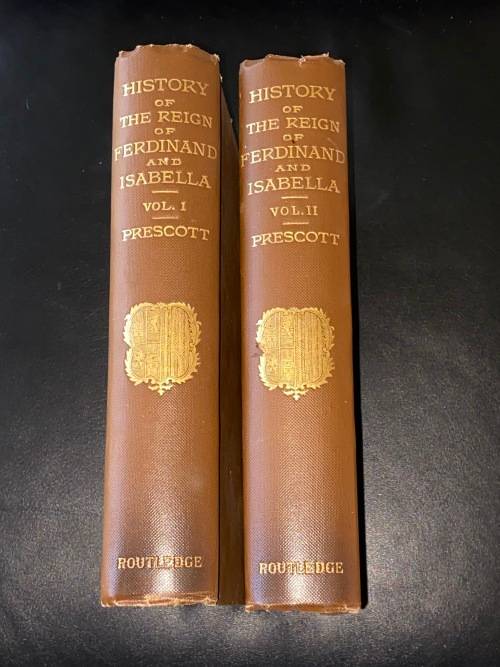 HISTORY
OF
THE REIGN
OF
FERDINAND
AND
ISABELLA
VOL. I
PRESCOTT
ROUTLEDGE
HISTORY
OF
THE REIGN
OF
FERDINAND
AND
ISABELLA
VOL. II
PRESCOTT
ROUTLEDGE